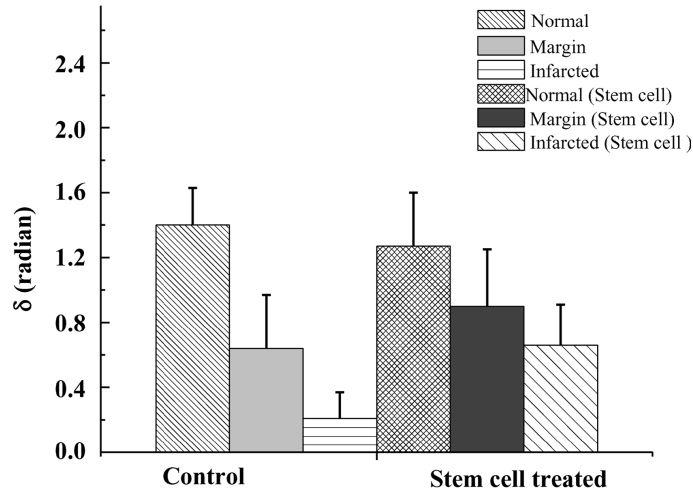 Normal
Margin
Infarcted
Normal (Stem cell)
Margin (Stem cell)
Infarcted (Stem cell )
2.4
2.0
1.6
1.2
0.8
0.4
0.0
δ (radian)
Control
Stem cell treated